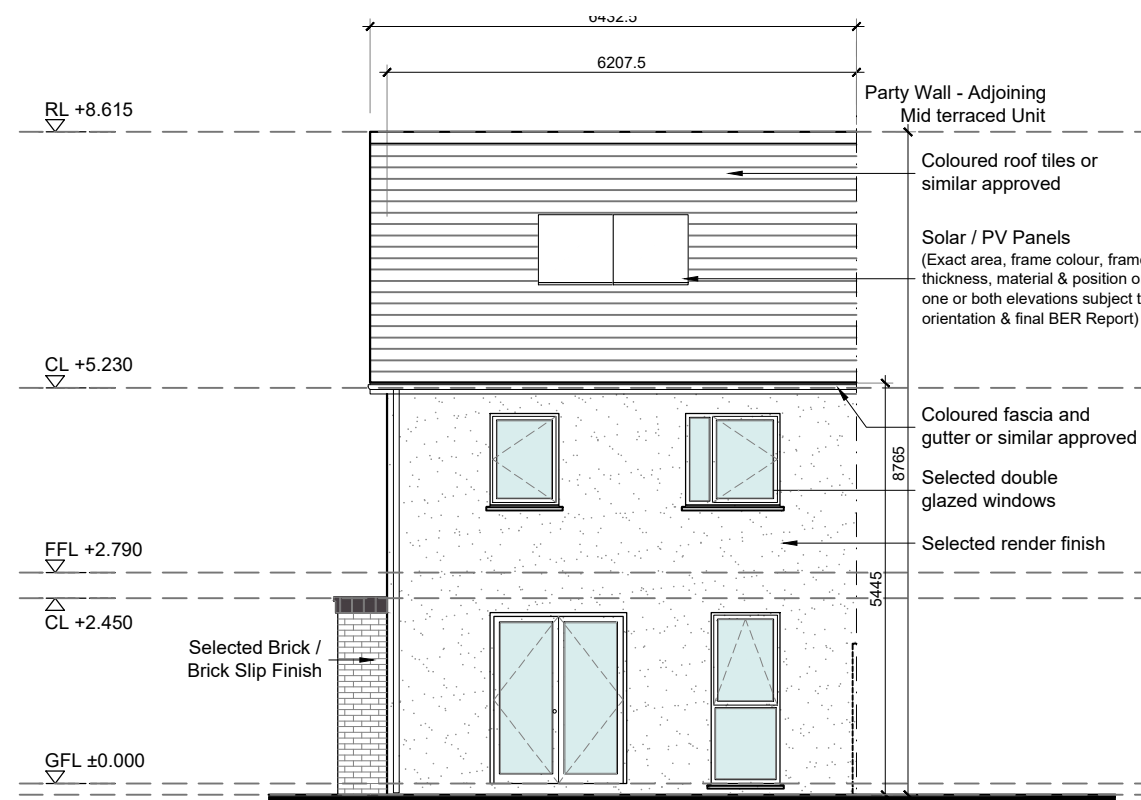 6432.5
6207.5
RL +8.615
Party Wall - Adjoining
Mid terraced Unit
Coloured roof tiles or
similar approved
Solar / PV Panels
(Exact area, frame colour, frame
thickness, material & position o
one or both elevations subject t
orientation & final BER Report)
CL +5.230
Coloured fascia and
gutter or similar approved
8765
Selected double
glazed windows
Selected render finish
FFL +2.790
5445
CL +2.450
Selected Brick /
Brick Slip Finish
GFL ±0.000